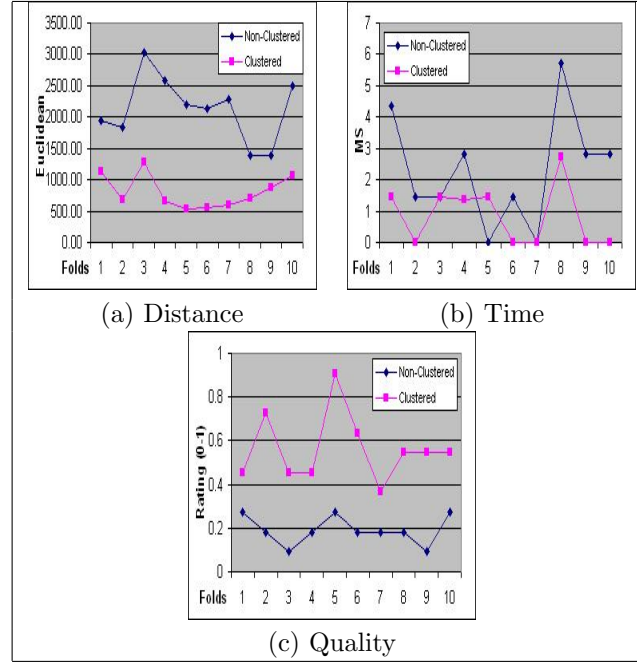 3500.00
3000.00
2500.00
2000.00
1500.00
1000.00
500.00
0.00
Euclidean
Non-Clustered
Clustered
Folds 1 2 3 4 5 6 7 8 9 10
(a) Distance
7
6
5
4
3
2
1
0
MS
Non-Clustered
Clustered
Folds 1 2 3 4 5 6 7 8 9 10
(b) Time
1
0.8
0.6
0.4
0.2
0
Rating (0-1)
Non-Clustered
Clustered
Folds 1 2 3 4 5 6 7 8 9 10
(c) Quality